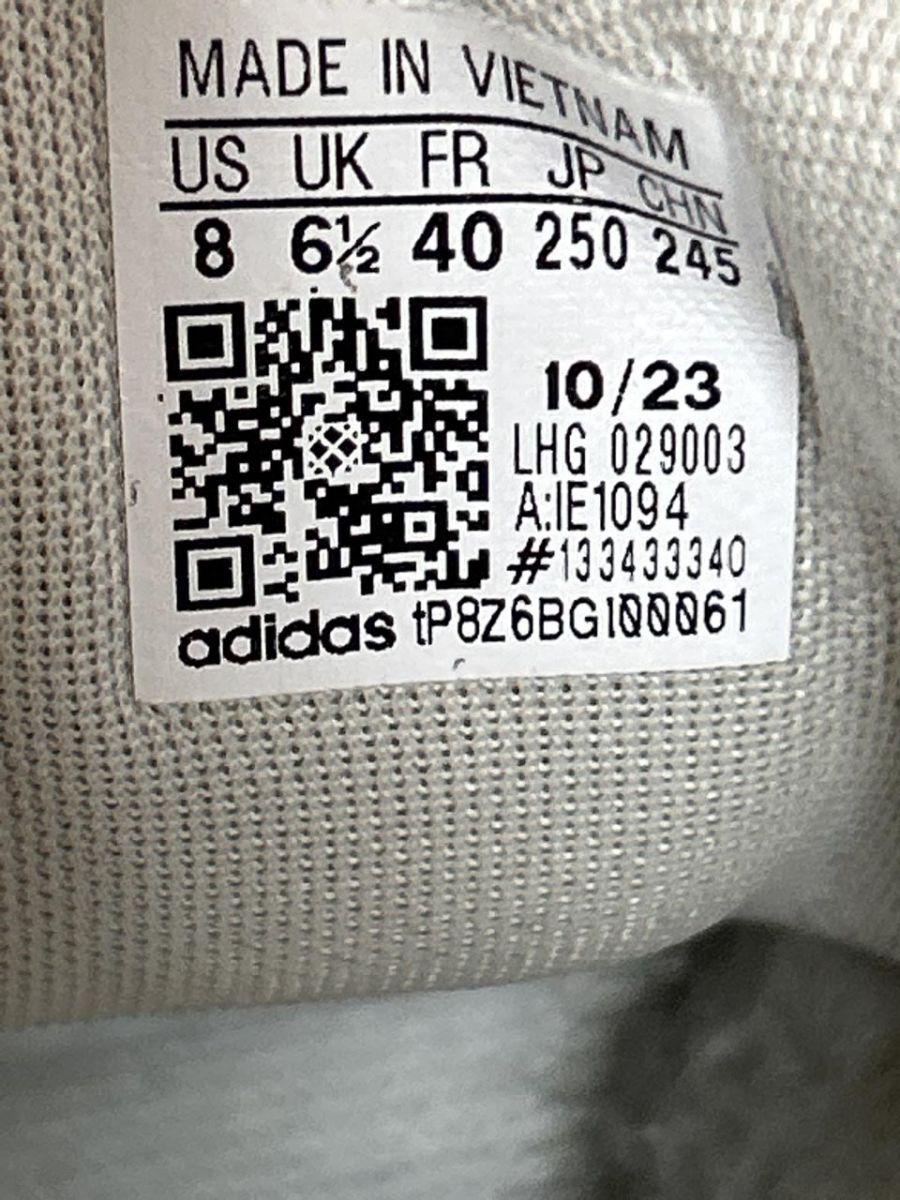 MADE IN VIETNAM
US UK FR JP CHN
8 6½ 40 250 245
10/23
LHG 029003
A:IE1094
#133433340
adidas tP8Z6BG100061